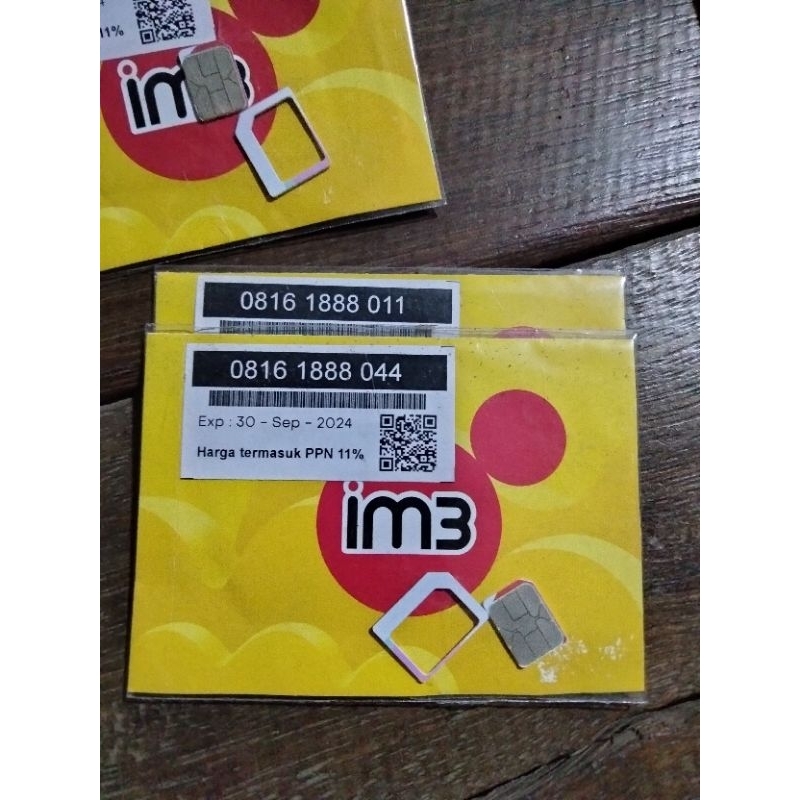 11%
im3
0816 1888 011
0816 1888 044
Exp : 30 - Sep - 2024
Harga termasuk PPN 11%
im3